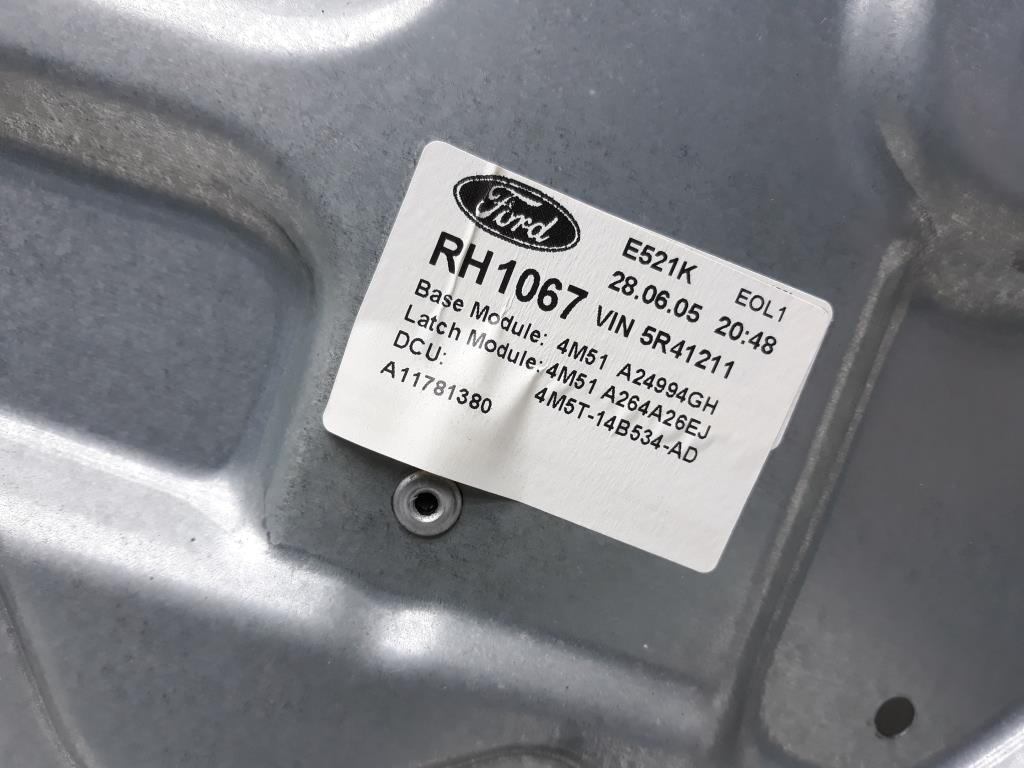 Ford
E521K
28.06.05 20:48 EOL1
RH1067 VIN 5R41211
Base Module: 4M51 A24994GH
Latch Module: 4M51 A264A26EJ
DCU: 4M5T-14B534-AD
A11781380